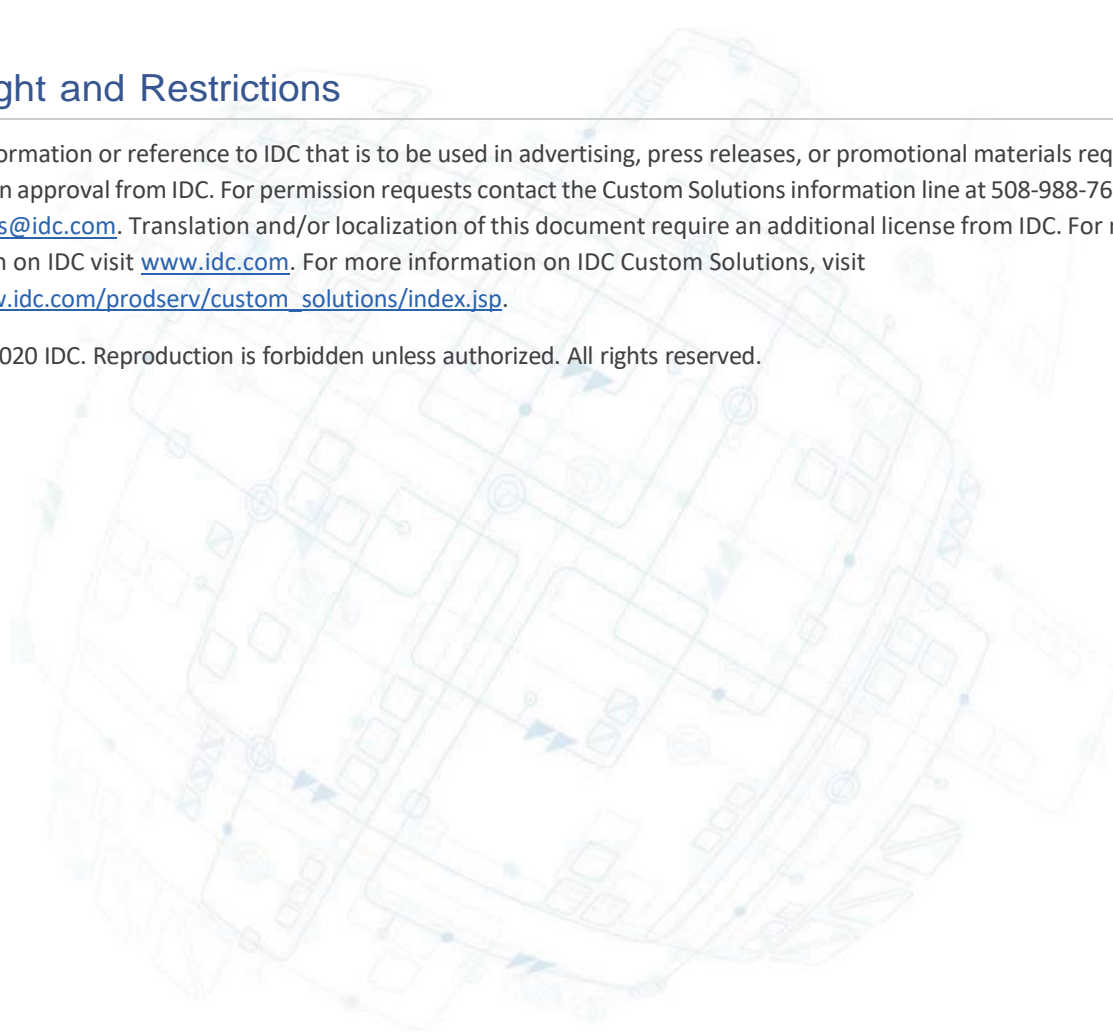 ght and Restrictions
ormation or reference to IDC that is to be used in advertising, press releases, or promotional materials req
n approval from IDC. For permission requests contact the Custom Solutions information line at 508-988-76
s@idc.com. Translation and/or localization of this document require an additional license from IDC. For
n on IDC visit www.idc.com. For more information on IDC Custom Solutions, visit
.idc.com/prodserv/custom_solutions/index.jsp.
020 IDC. Reproduction is forbidden unless authorized. All rights reserved.